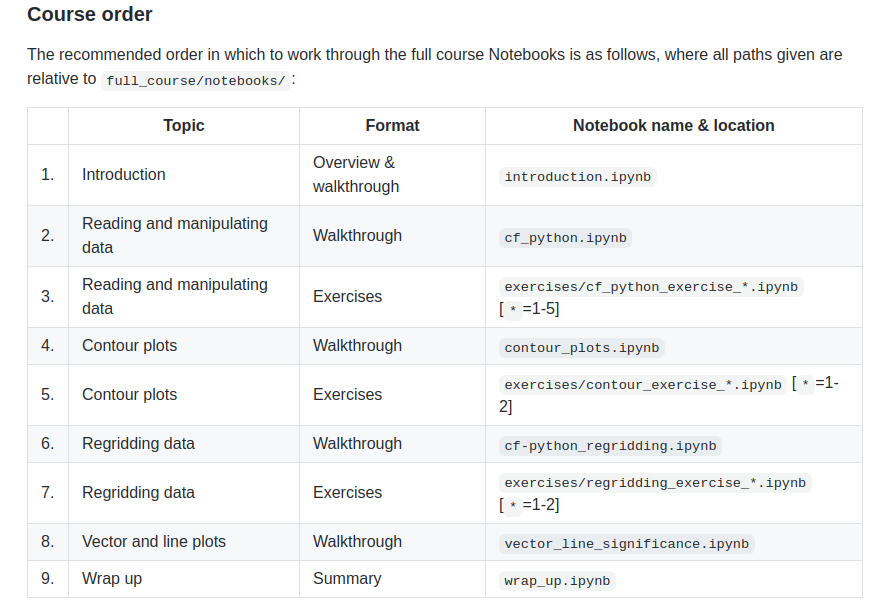 Course order
The recommended order in which to work through the full course Notebooks is as follows, where all paths given are
relative to full_course/notebooks/ :
Topic Format Notebook name & location
1. Introduction Overview & walkthrough introduction.ipynb
2. Reading and manipulating data Walkthrough cf_python.ipynb
3. Reading and manipulating data Exercises exercises/cf_python_exercise_*.ipynb [ * =1-5]
4. Contour plots Walkthrough contour_plots.ipynb
5. Contour plots Exercises exercises/contour_exercise_*.ipynb [ * =1-2]
6. Regridding data Walkthrough cf-python_regridding.ipynb
7. Regridding data Exercises exercises/regridding_exercise_*.ipynb [ * =1-2]
8. Vector and line plots Walkthrough vector_line_significance.ipynb
9. Wrap up Summary wrap_up.ipynb